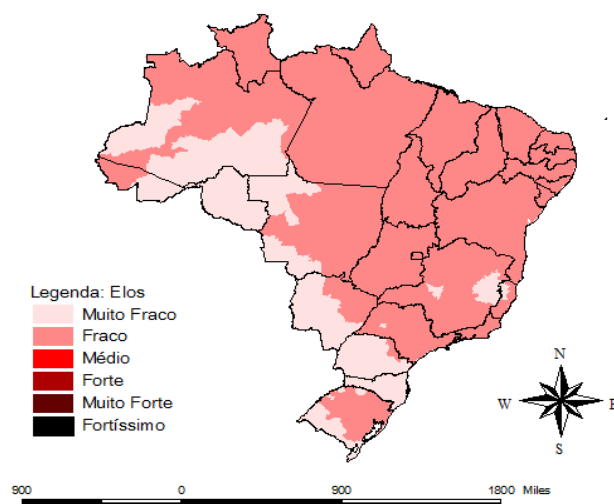 Legenda: Elos
Muito Fraco
Fraco
Médio
Forte
Muito Forte
Fortíssimo
N
W
E
S
900 0 900 1800 Miles